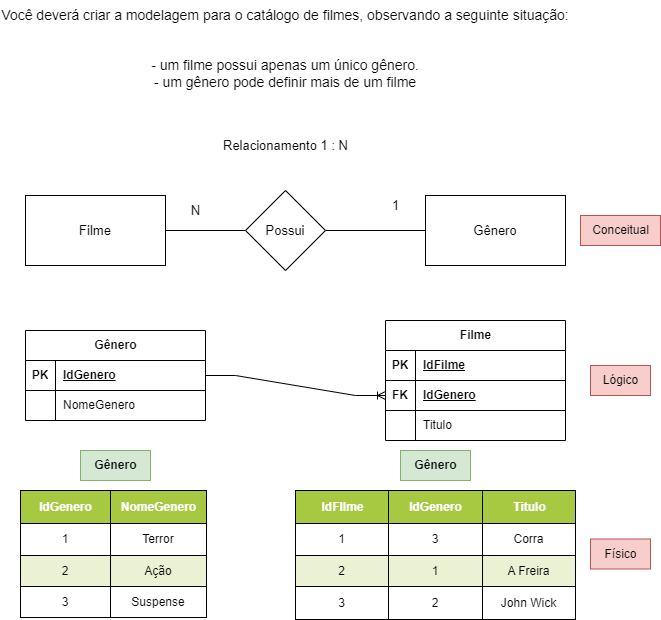 Você deverá criar a modelagem para o catálogo de filmes, observando a seguinte situação:
- um filme possui apenas um único gênero.
- um gênero pode definir mais de um filme
Relacionamento 1 : N
Filme
N
Possui
1
Gênero
Conceitual
Gênero
PK IdGenero
NomeGenero
Filme
PK IdFilme
FK IdGenero
Titulo
Lógico
Gênero
IdGenero NomeGenero
1 Terror
2 Ação
3 Suspense
Gênero
IdFIlme IdGenero Titulo
1 3 Corra
2 1 A Freira
3 2 John Wick
Físico